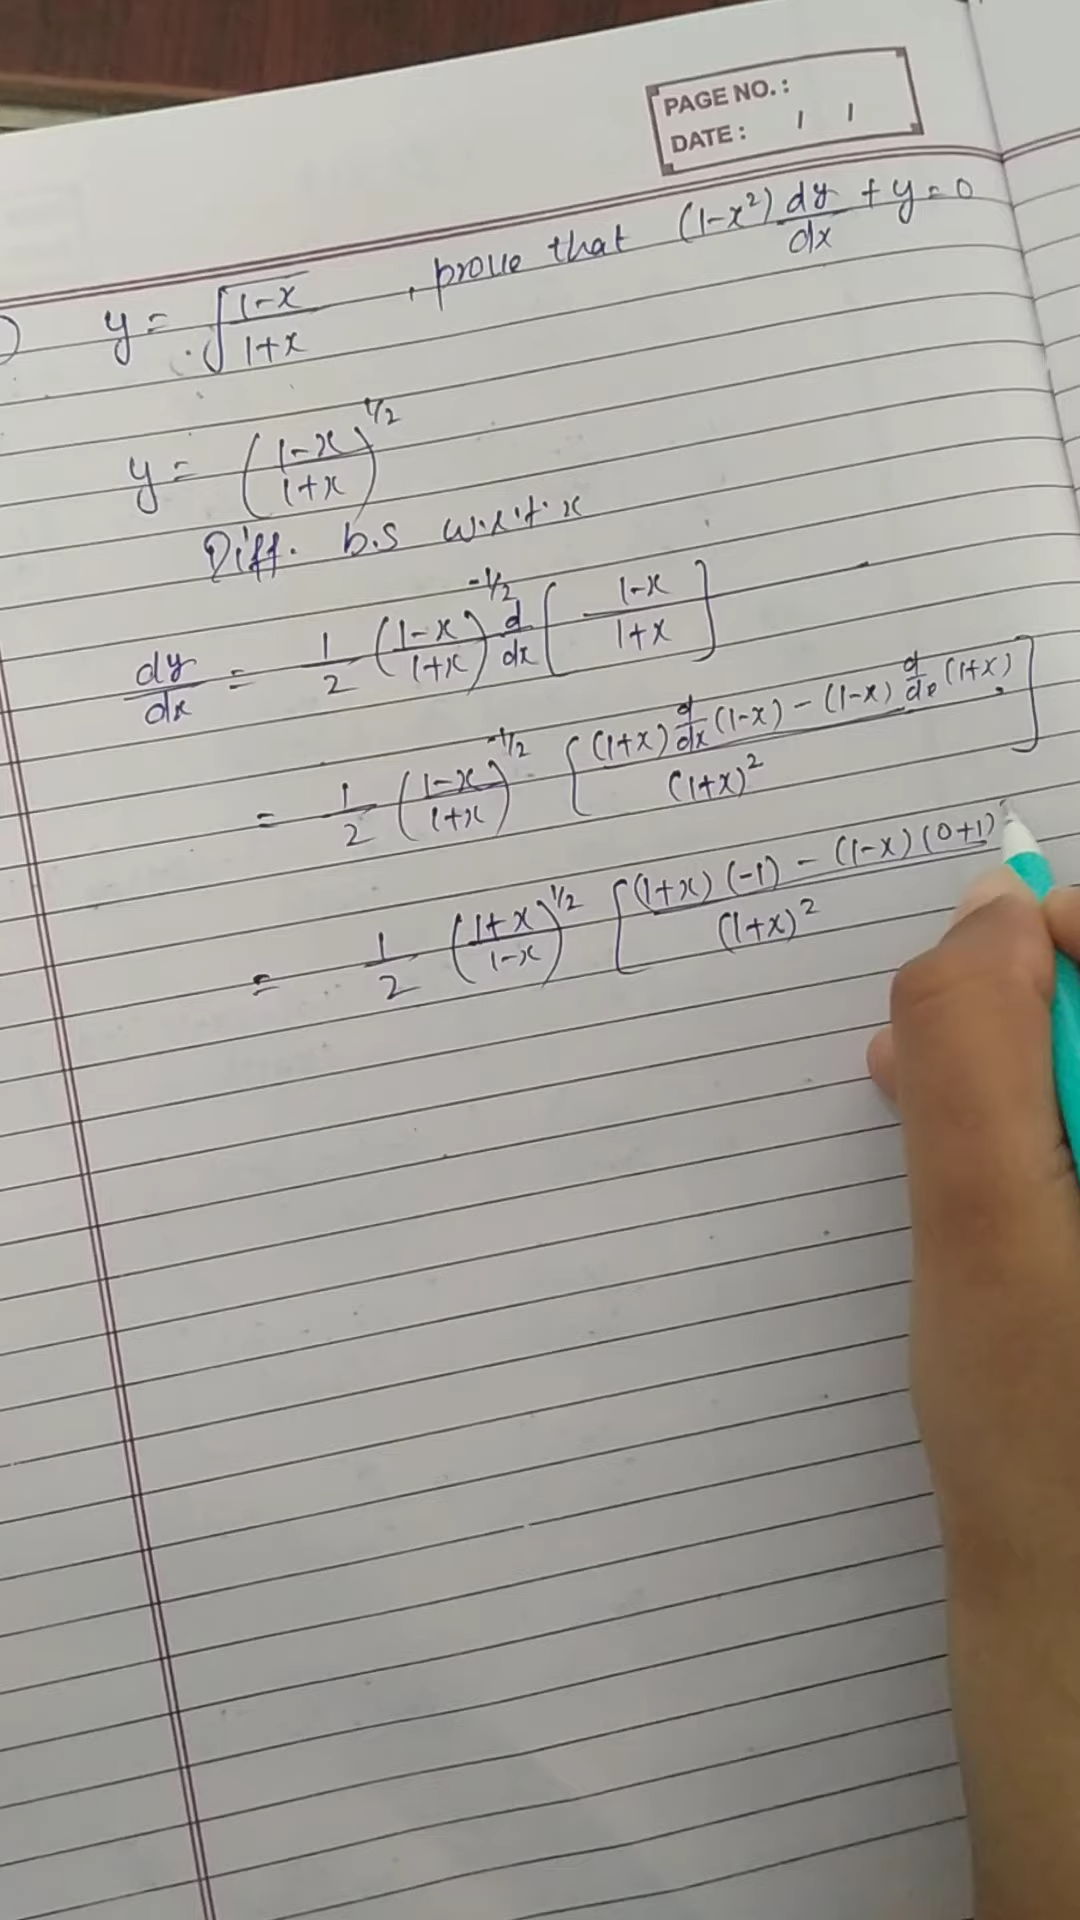 PAGE NO. :
DATE : / /
y = √(1-x / 1+x) , prove that (1-x²) dy/dx + y = 0
y = (1-x / 1+x)^1/2
Diff. b.s w.r.t. x
dy/dx = 1/2 (1-x / 1+x)^-1/2 d/dx [ 1-x / 1+x ]
= 1/2 (1-x / 1+x)^-1/2 [ (1+x) d/dx (1-x) - (1-x) d/dx (1+x) / (1+x)² ]
= 1/2 (1+x / 1-x)^1/2 [ (1+x) (-1) - (1-x) (0+1) / (1+x)²